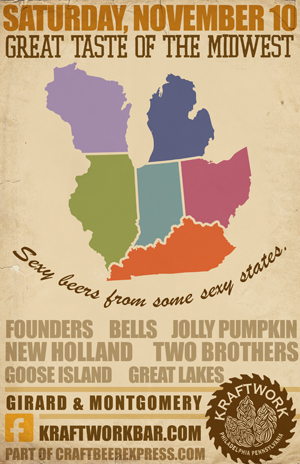 SATURDAY, NOVEMBER 10
GREAT TASTE OF THE MIDWEST
Sexy beers from some sexy states.
FOUNDERS BELLS JOLLY PUMPKIN
NEW HOLLAND TWO BROTHERS
GOOSE ISLAND GREAT LAKES
GIRARD & MONTGOMERY
f KRAFTWORKBAR.COM
PART OF CRAFTBEEREXPRESS.COM
KRAFTWORK
PHILADELPHIA PENNSYLVANIA